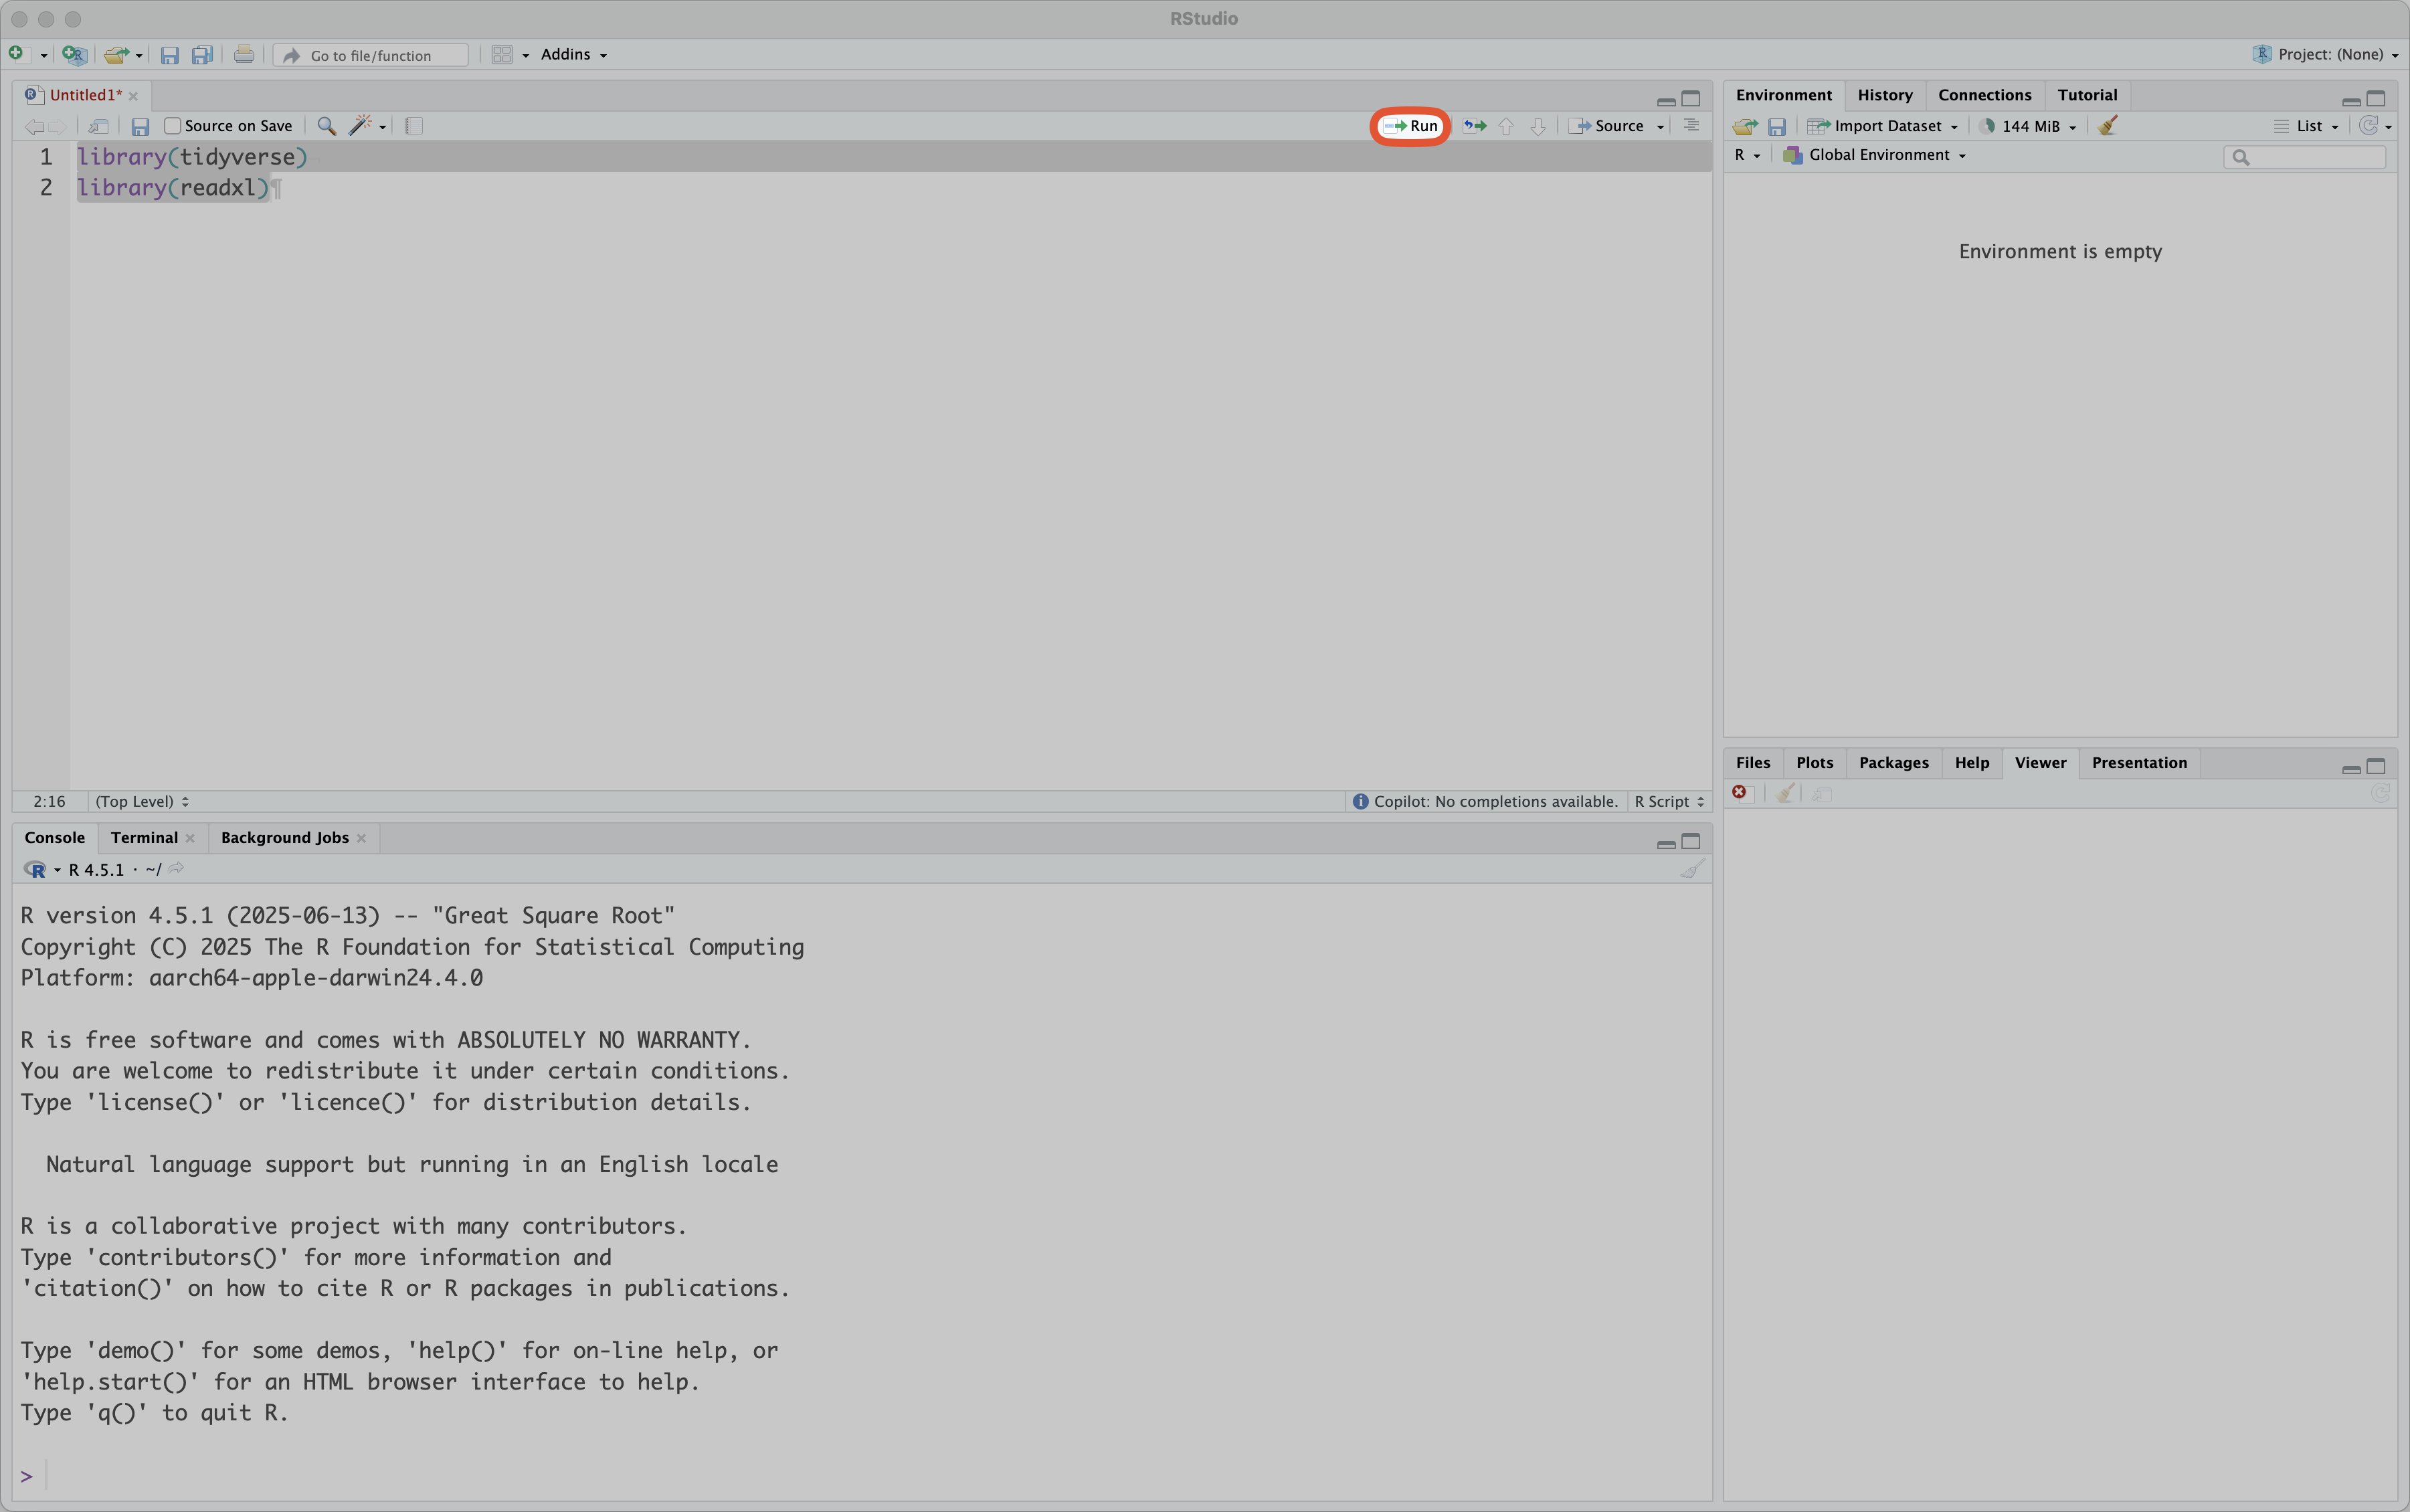 RStudio
Go to file/function
Addins
Project: (None)
Untitled1*
Source on Save
Run
Source
1 library(tidyverse)¬
2 library(readxl)¶
2:16
(Top Level)
Copilot: No completions available.
R Script
Console
Terminal
Background Jobs
R 4.5.1 · ~/
R version 4.5.1 (2025-06-13) -- "Great Square Root"
Copyright (C) 2025 The R Foundation for Statistical Computing
Platform: aarch64-apple-darwin24.4.0
R is free software and comes with ABSOLUTELY NO WARRANTY.
You are welcome to redistribute it under certain conditions.
Type 'license()' or 'licence()' for distribution details.
Natural language support but running in an English locale
R is a collaborative project with many contributors.
Type 'contributors()' for more information and
'citation()' on how to cite R or R packages in publications.
Type 'demo()' for some demos, 'help()' for on-line help, or
'help.start()' for an HTML browser interface to help.
Type 'q()' to quit R.
>
Environment
History
Connections
Tutorial
Import Dataset
144 MiB
List
R
Global Environment
Environment is empty
Files
Plots
Packages
Help
Viewer
Presentation